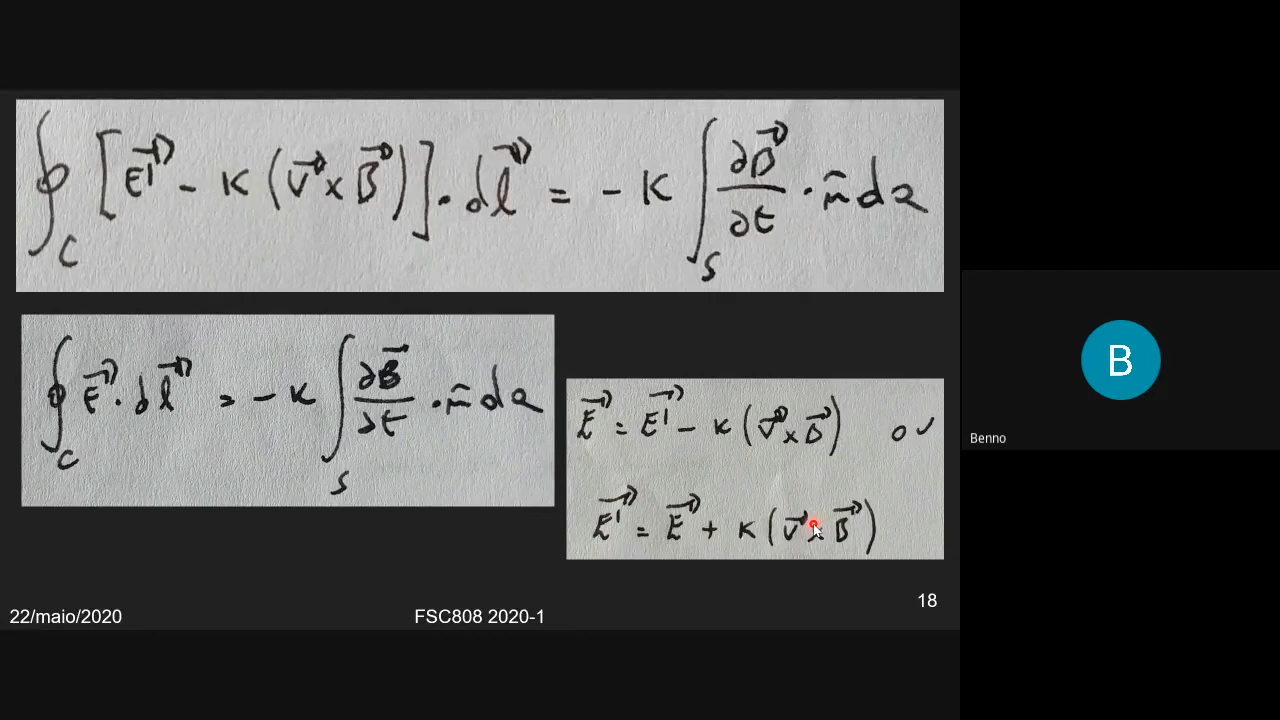 ∮_C [E⃗' - K (v⃗ × B⃗)] · dl⃗ = - K ∫_S ∂B⃗/∂t · n̂ da
∮_C E⃗ · dl⃗ = - K ∫_S ∂B⃗/∂t · n̂ da
E⃗ = E⃗' - K (v⃗ × B⃗) ou
E⃗' = E⃗ + K (v⃗ × B⃗)
B
Benno
18
22/maio/2020 FSC808 2020-1